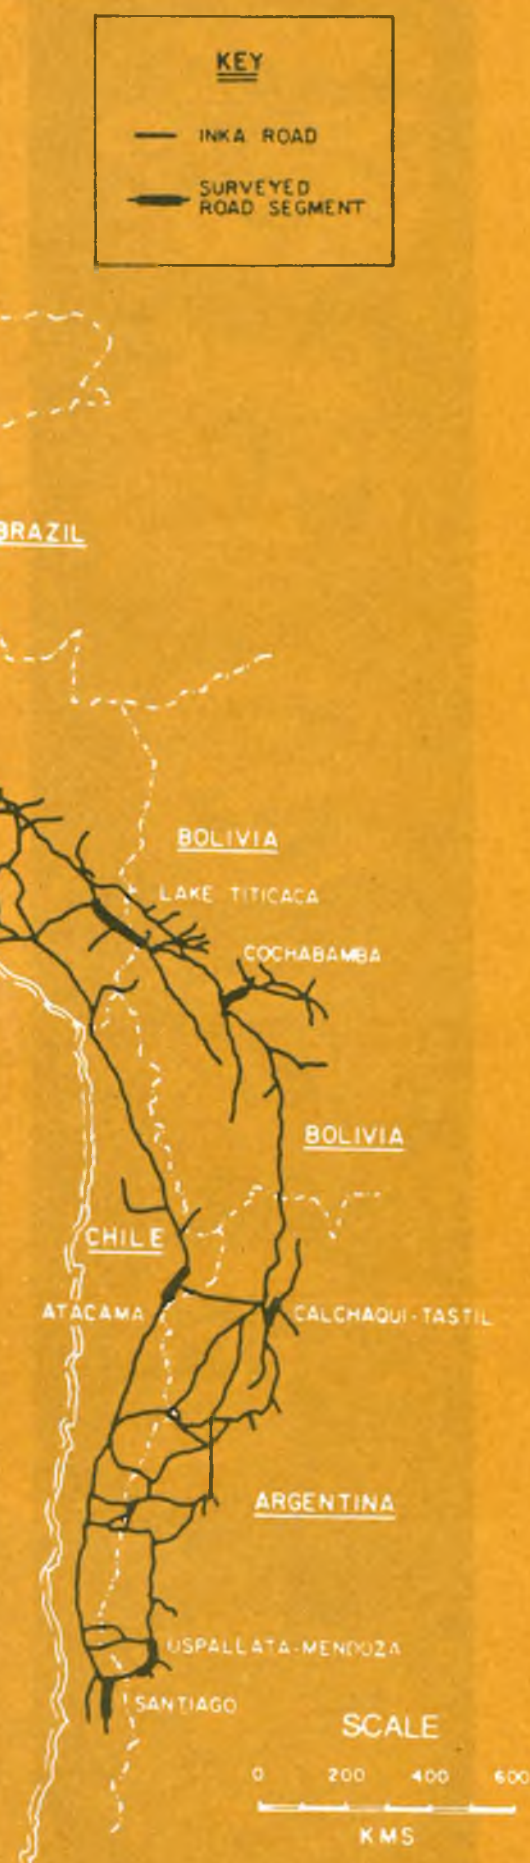 KEY
INKA ROAD
SURVEYED
ROAD SEGMENT
BRAZIL
BOLIVIA
LAKE TITICACA
COCHABAMBA
BOLIVIA
CHILE
ATACAMA
CALCHAQUI-TASTIL
ARGENTINA
USPALLATA-MENDOZA
SANTIAGO
SCALE
0 200 400 600
KMS